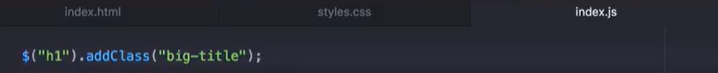 index.html styles.css index.js
$("h1").addClass("big-title");